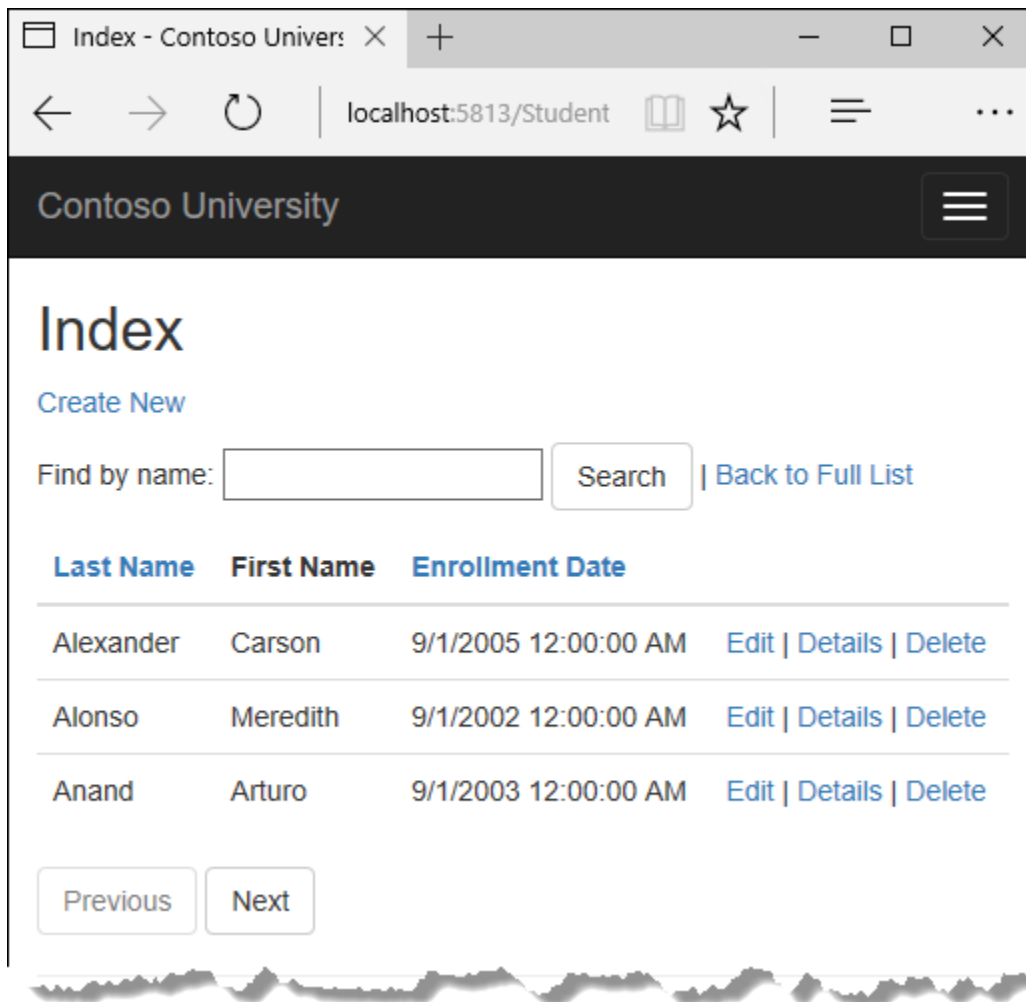 Index - Contoso Univers
localhost:5813/Student
Contoso University
Index
Create New
Find by name: Search | Back to Full List
Last Name First Name Enrollment Date
Alexander Carson 9/1/2005 12:00:00 AM Edit | Details | Delete
Alonso Meredith 9/1/2002 12:00:00 AM Edit | Details | Delete
Anand Arturo 9/1/2003 12:00:00 AM Edit | Details | Delete
Previous Next